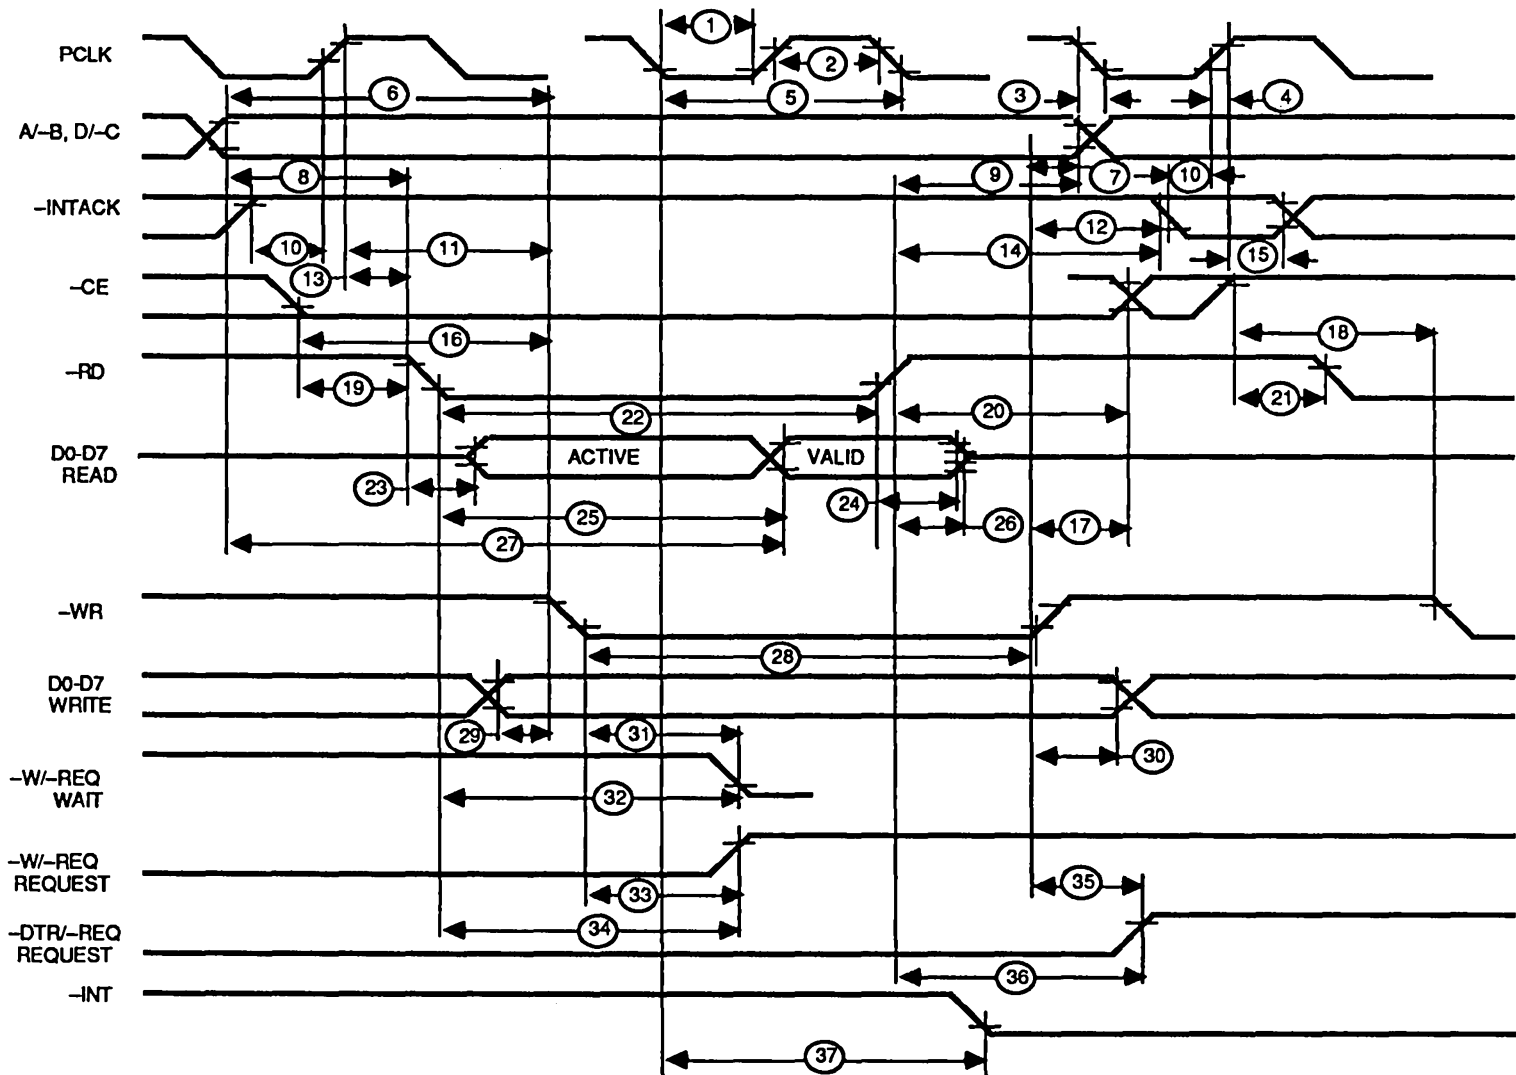 1
PCLK
2
6
5
3
4
A/–B, D/–C
8
9
7
10
–INTACK
10
11
12
14
13
15
–CE
16
18
–RD
19
22
20
21
D0-D7
READ
ACTIVE
VALID
23
24
25
26
17
27
–WR
28
D0-D7
WRITE
29
31
30
–W/–REQ
WAIT
32
–W/–REQ
REQUEST
33
35
34
–DTR/–REQ
REQUEST
36
–INT
37